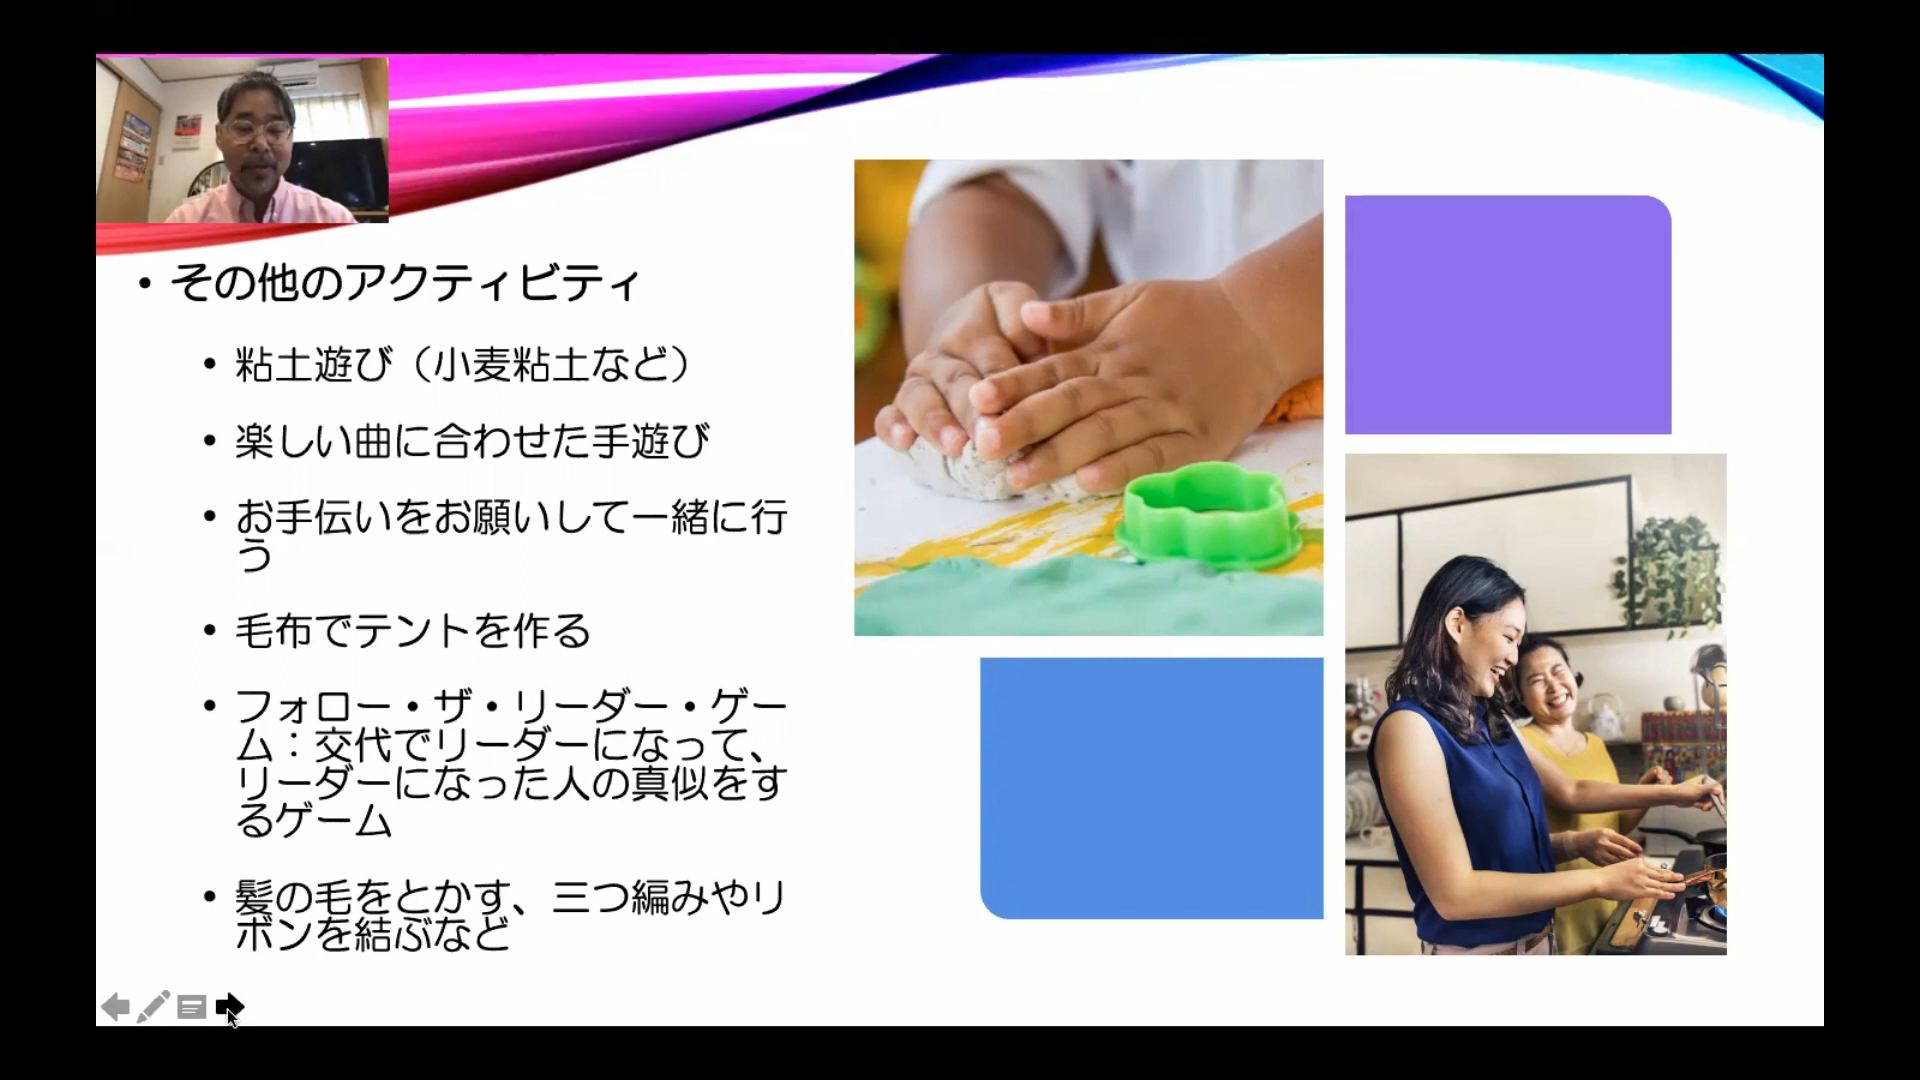 • その他のアクティビティ
• 粘土遊び（小麦粘土など）
• 楽しい曲に合わせた手遊び
• お手伝いをお願いして一緒に行
う
• 毛布でテントを作る
• フォロー・ザ・リーダー・ゲー
ム：交代でリーダーになって、
リーダーになった人の真似をす
るゲーム
• 髪の毛をとかす、三つ編みやリ
ボンを結ぶなど